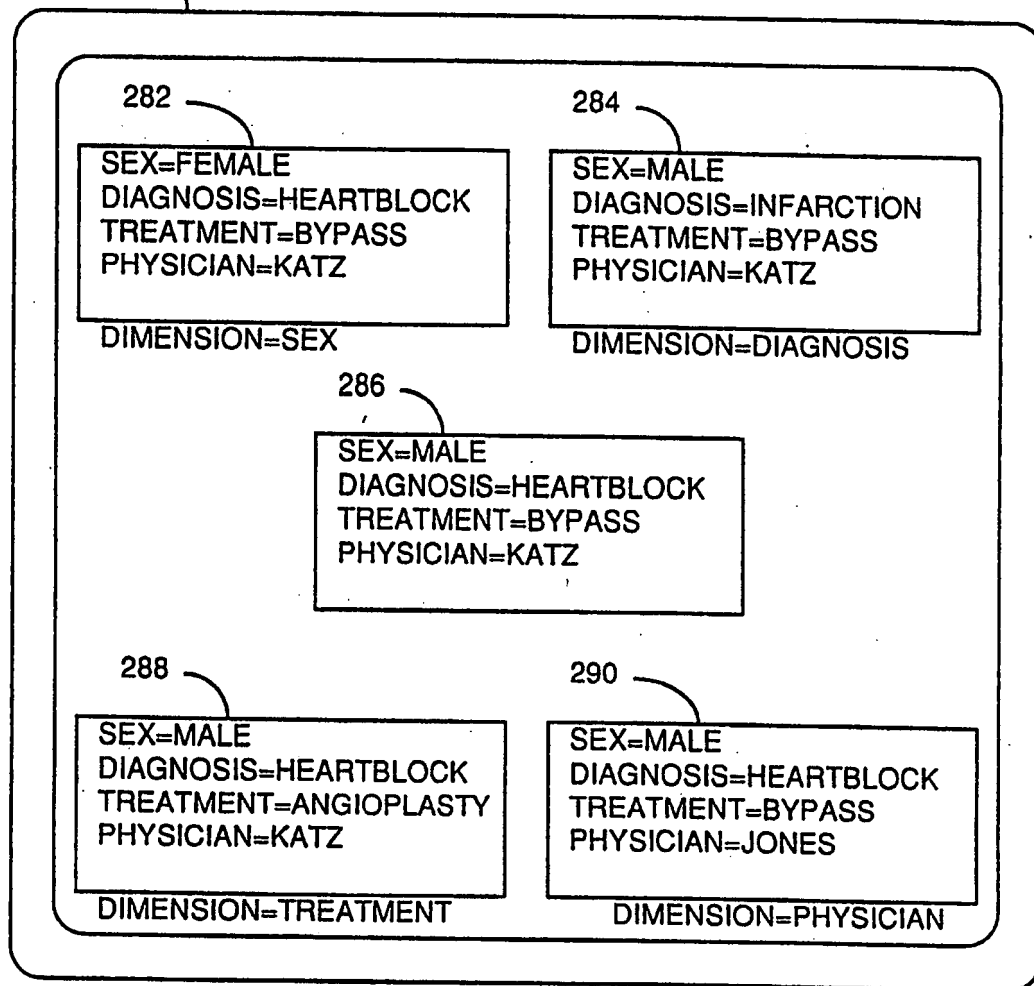 282
SEX=FEMALE
DIAGNOSIS=HEARTBLOCK
TREATMENT=BYPASS
PHYSICIAN=KATZ
DIMENSION=SEX
284
SEX=MALE
DIAGNOSIS=INFARCTION
TREATMENT=BYPASS
PHYSICIAN=KATZ
DIMENSION=DIAGNOSIS
286
SEX=MALE
DIAGNOSIS=HEARTBLOCK
TREATMENT=BYPASS
PHYSICIAN=KATZ
288
SEX=MALE
DIAGNOSIS=HEARTBLOCK
TREATMENT=ANGIOPLASTY
PHYSICIAN=KATZ
DIMENSION=TREATMENT
290
SEX=MALE
DIAGNOSIS=HEARTBLOCK
TREATMENT=BYPASS
PHYSICIAN=JONES
DIMENSION=PHYSICIAN